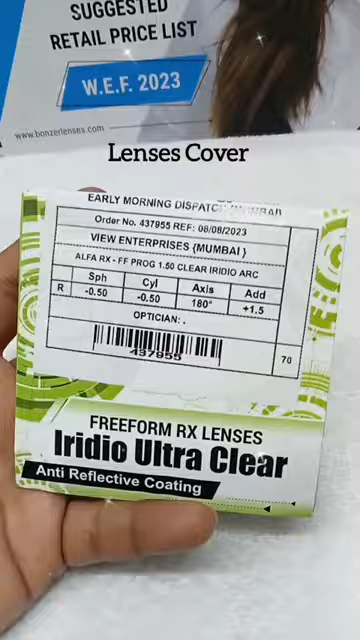 SUGGESTED
RETAIL PRICE LIST
W.E.F. 2023
www.bonzerlenses.com
Lenses Cover
EARLY MORNING DISPATCH (MUMBAI)
Order No. 437955 REF: 08/08/2023
VIEW ENTERPRISES {MUMBAI }
ALFA RX - FF PROG 1.50 CLEAR IRIDIO ARC
Sph Cyl Axis Add
R -0.50 -0.50 180° +1.5
OPTICIAN: .
437955
70
FREEFORM RX LENSES
Iridio Ultra Clear
Anti Reflective Coating